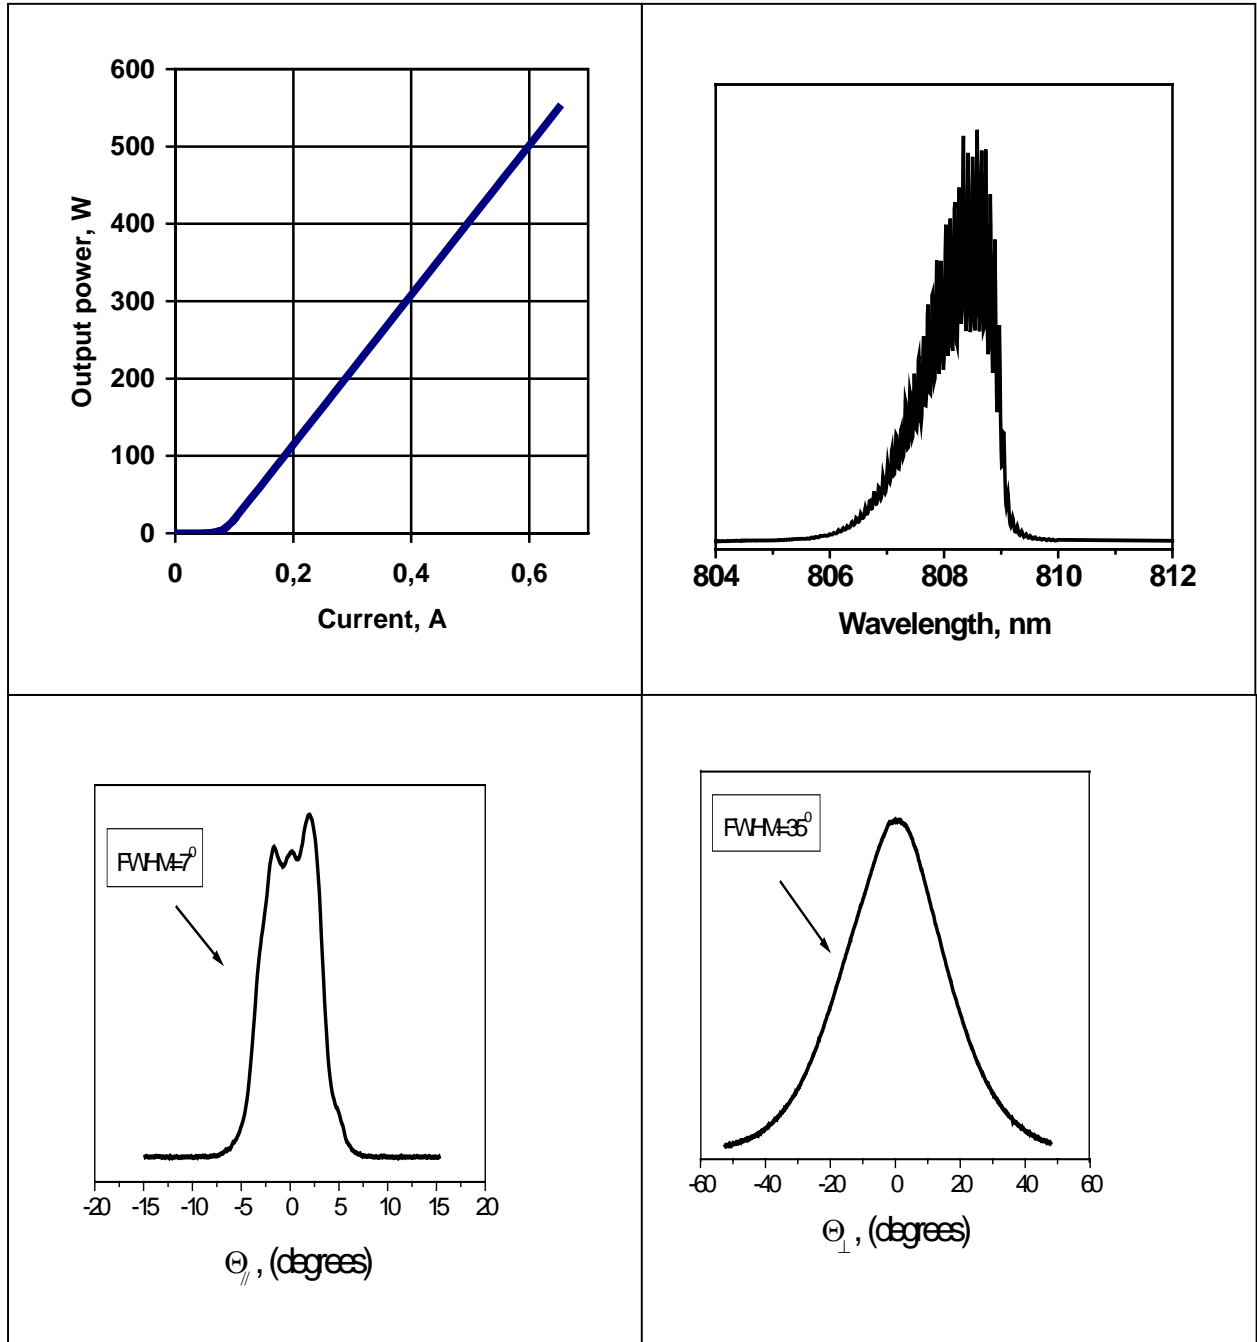 600
500
400
300
200
100
0
Output power, W
0 0,2 0,4 0,6
Current, A
804 806 808 810 812
Wavelength, nm
FWHM=7⁰
-20 -15 -10 -5 0 5 10 15 20
Θ//, (degrees)
FWHM=35⁰
-60 -40 -20 0 20 40 60
Θ⊥, (degrees)